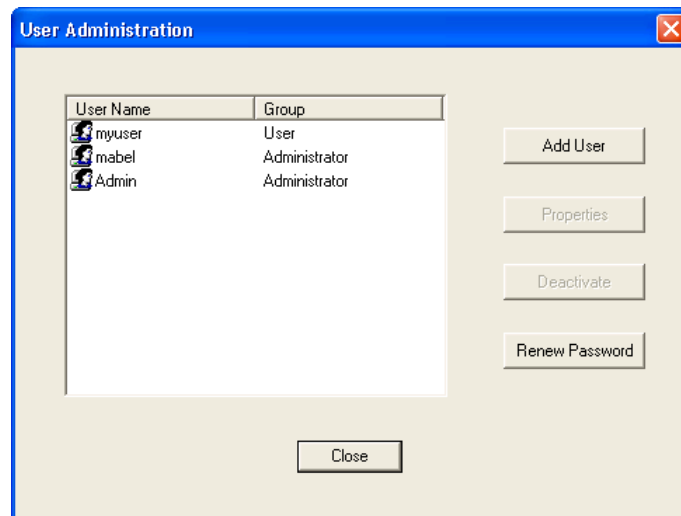 User Administration
User Name Group
myuser User
mabel Administrator
Admin Administrator
Add User
Properties
Deactivate
Renew Password
Close